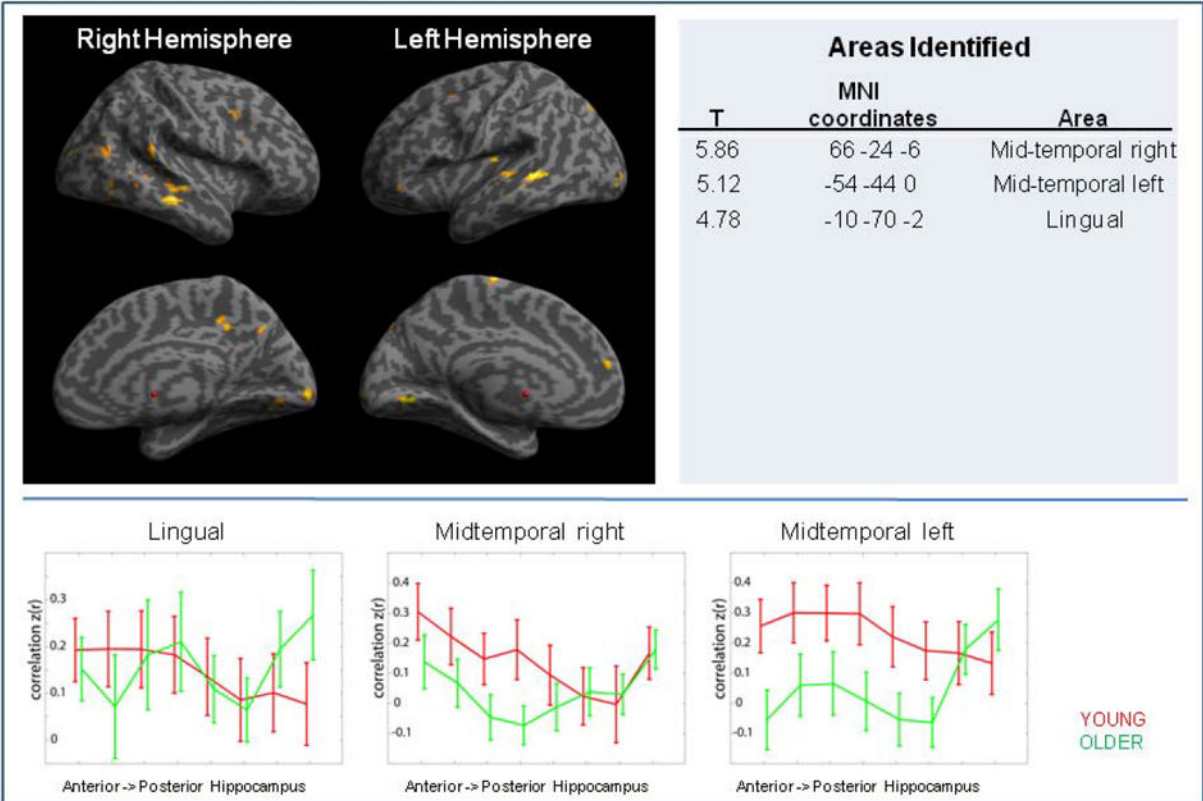 Right Hemisphere
Left Hemisphere
Areas Identified
T
MNI
coordinates
Area
5.86 66 -24 -6 Mid-temporal right
5.12 -54 -44 0 Mid-temporal left
4.78 -10 -70 -2 Lingual
Lingual
correlation z(r)
0.3
0.2
0.1
0
Anterior->Posterior Hippocampus
Midtemporal right
correlation z(r)
0.4
0.3
0.2
0.1
0
-0.1
Anterior->Posterior Hippocampus
Midtemporal left
correlation z(r)
0.4
0.3
0.2
0.1
0
-0.1
Anterior->Posterior Hippocampus
YOUNG
OLDER